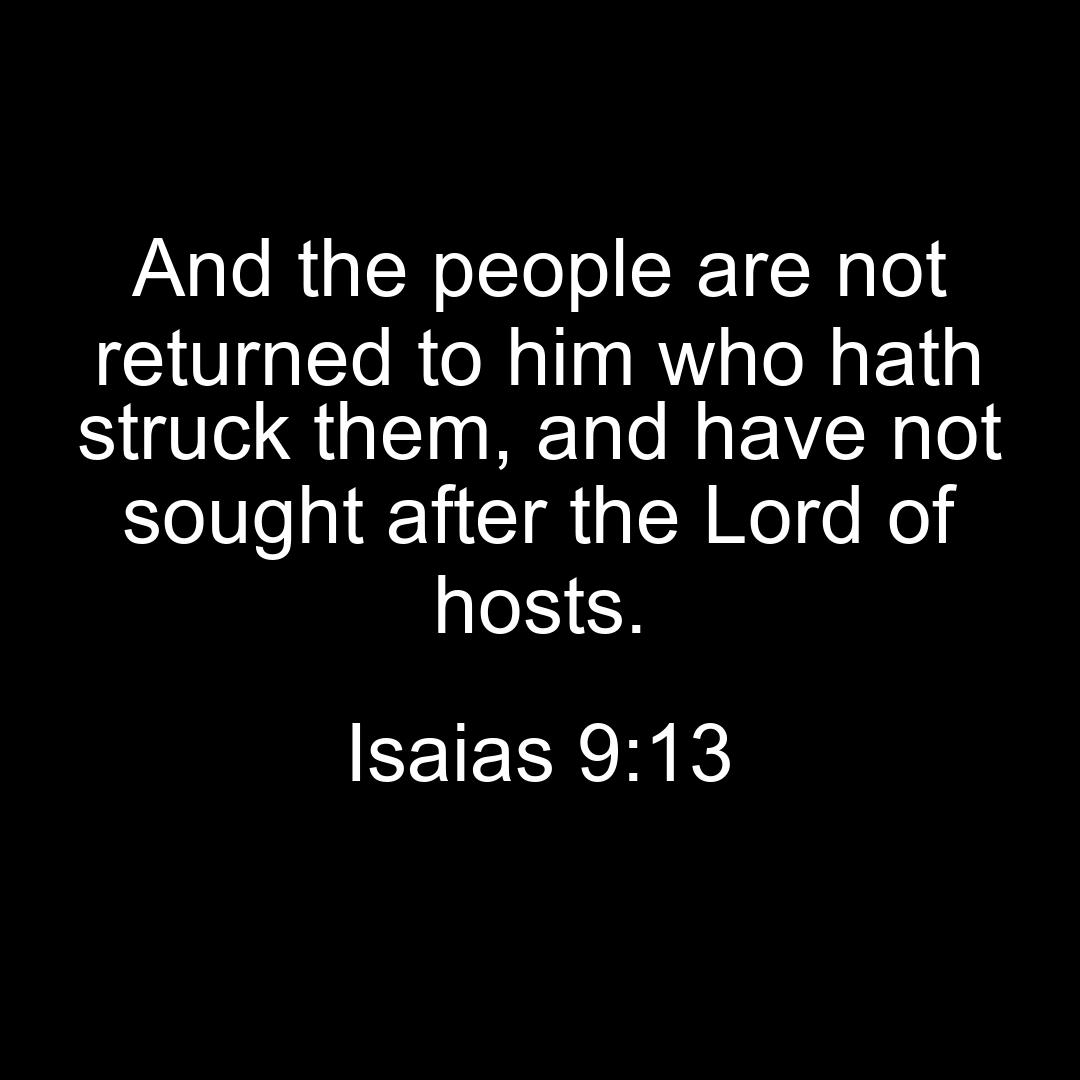 And the people are not
returned to him who hath
struck them, and have not
sought after the Lord of
hosts.
Isaias 9:13